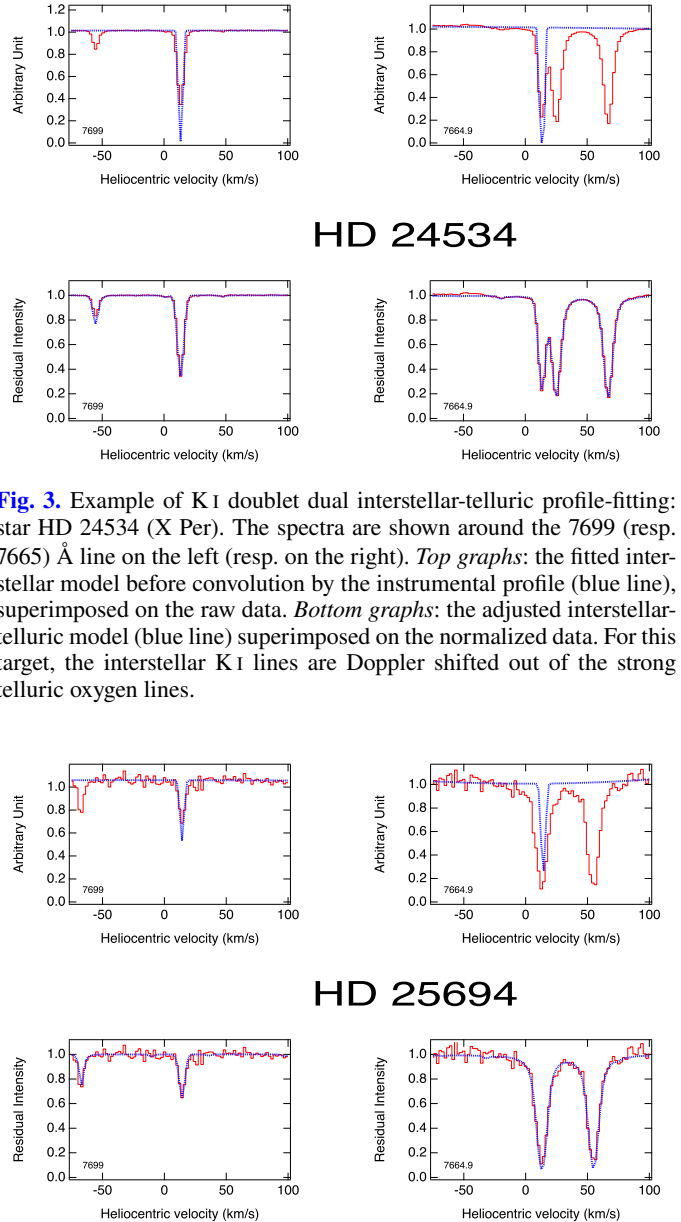 1.2
1.0
0.8
0.6
0.4
0.2
0.0
Arbitrary Unit
7699
-50 0 50 100
Heliocentric velocity (km/s)
1.0
0.8
0.6
0.4
0.2
0.0
Arbitrary Unit
7664.9
-50 0 50 100
Heliocentric velocity (km/s)
HD 24534
1.0
0.8
0.6
0.4
0.2
0.0
Residual Intensity
7699
-50 0 50 100
Heliocentric velocity (km/s)
1.0
0.8
0.6
0.4
0.2
0.0
Residual Intensity
7664.9
-50 0 50 100
Heliocentric velocity (km/s)
Fig. 3. Example of K I doublet dual interstellar-telluric profile-fitting:
star HD 24534 (X Per). The spectra are shown around the 7699 (resp.
7665) Å line on the left (resp. on the right). Top graphs: the fitted inter-
stellar model before convolution by the instrumental profile (blue line),
superimposed on the raw data. Bottom graphs: the adjusted interstellar-
telluric model (blue line) superimposed on the normalized data. For this
target, the interstellar K I lines are Doppler shifted out of the strong
telluric oxygen lines.
1.0
0.8
0.6
0.4
0.2
0.0
Arbitrary Unit
7699
-50 0 50 100
Heliocentric velocity (km/s)
1.0
0.8
0.6
0.4
0.2
0.0
Arbitrary Unit
7664.9
-50 0 50 100
Heliocentric velocity (km/s)
HD 25694
1.0
0.8
0.6
0.4
0.2
0.0
Residual Intensity
7699
-50 0 50 100
Heliocentric velocity (km/s)
1.0
0.8
0.6
0.4
0.2
0.0
Residual Intensity
7664.9
-50 0 50 100
Heliocentric velocity (km/s)